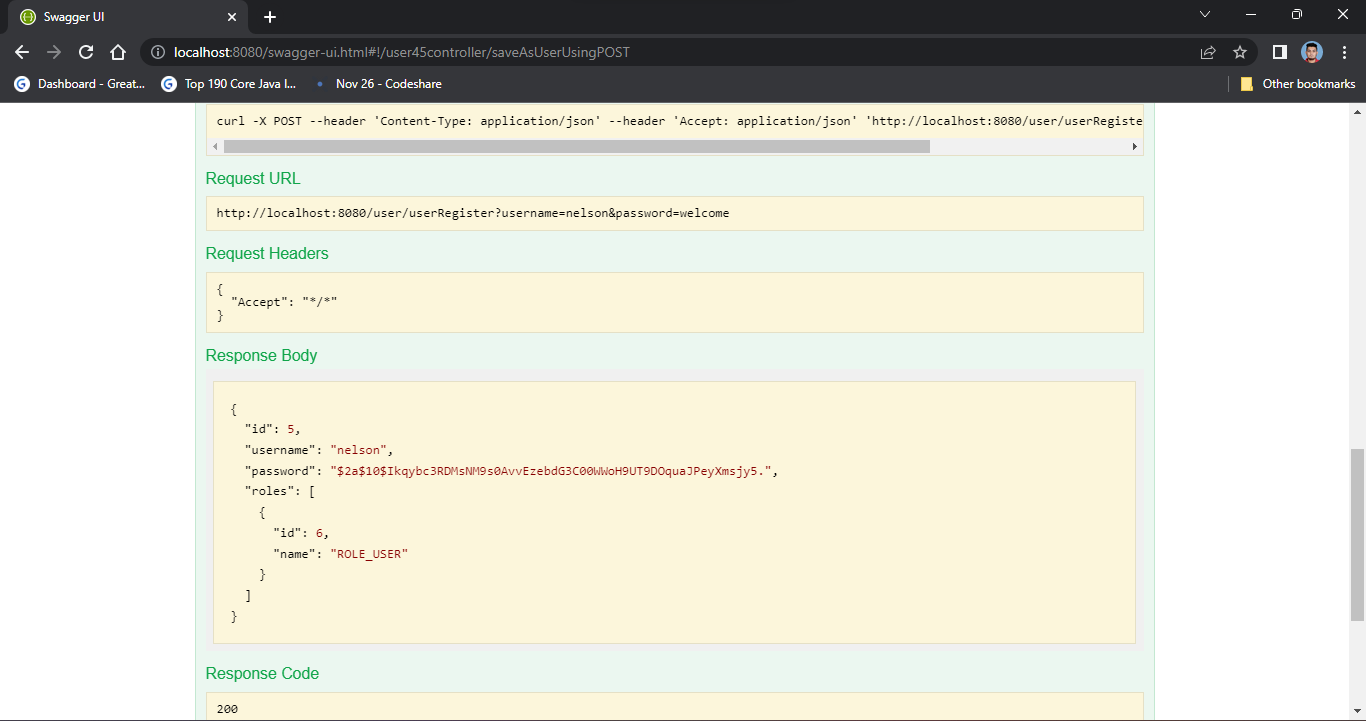 Swagger UI
localhost:8080/swagger-ui.html#!/user45controller/saveAsUserUsingPOST
Dashboard - Great... Top 190 Core Java I... Nov 26 - Codeshare Other bookmarks
curl -X POST --header 'Content-Type: application/json' --header 'Accept: application/json' 'http://localhost:8080/user/userRegiste
Request URL
http://localhost:8080/user/userRegister?username=nelson&password=welcome
Request Headers
{
"Accept": "*/*"
}
Response Body
{
"id": 5,
"username": "nelson",
"password": "$2a$10$Ikqybc3RDMsNM9s0AvvEzebdG3C00WWoH9UT9DOquaJPeyXmsjy5.",
"roles": [
{
"id": 6,
"name": "ROLE_USER"
}
]
}
Response Code
200